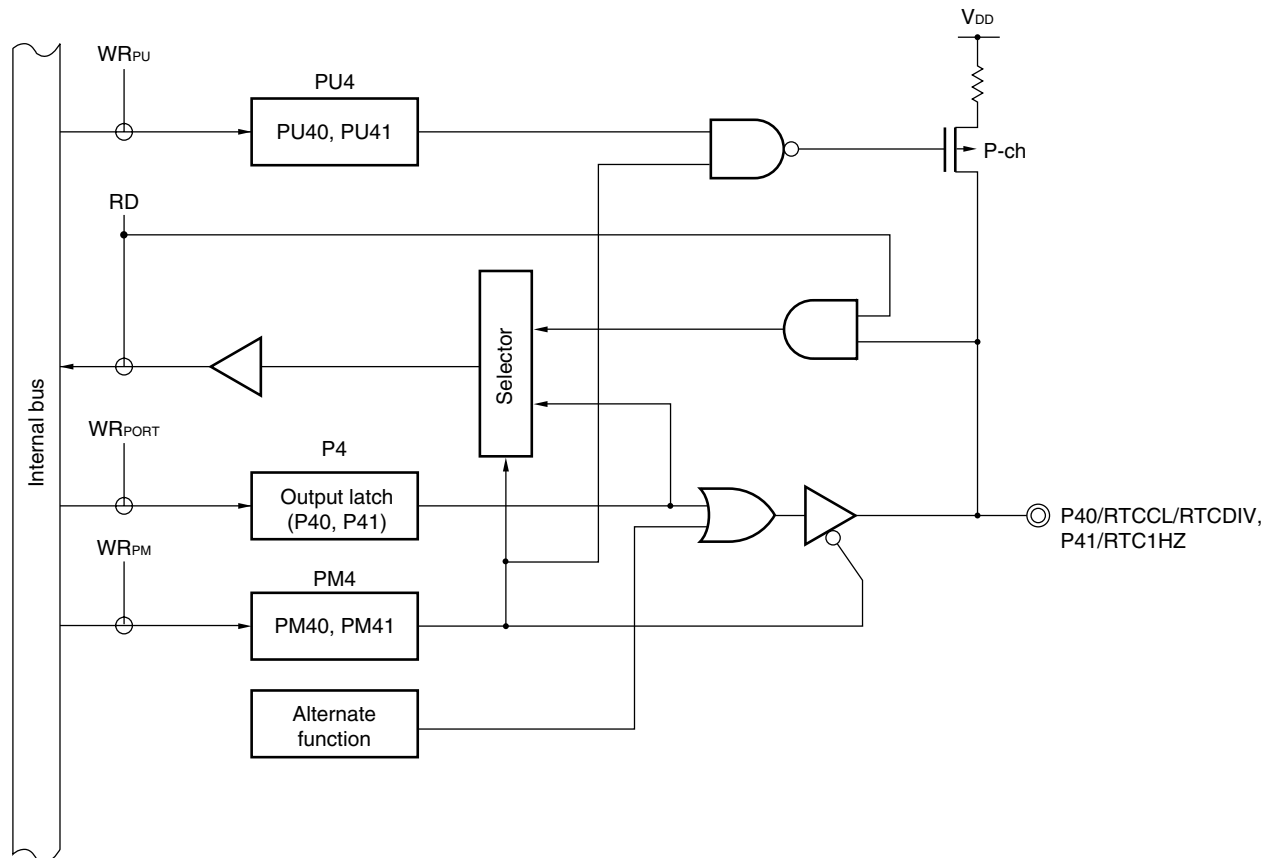 VDD
WRPU
PU4
PU40, PU41
P-ch
RD
Selector
Internal bus
WRPORT
P4
Output latch
(P40, P41)
P40/RTCCL/RTCDIV,
P41/RTC1HZ
WRPM
PM4
PM40, PM41
Alternate
function